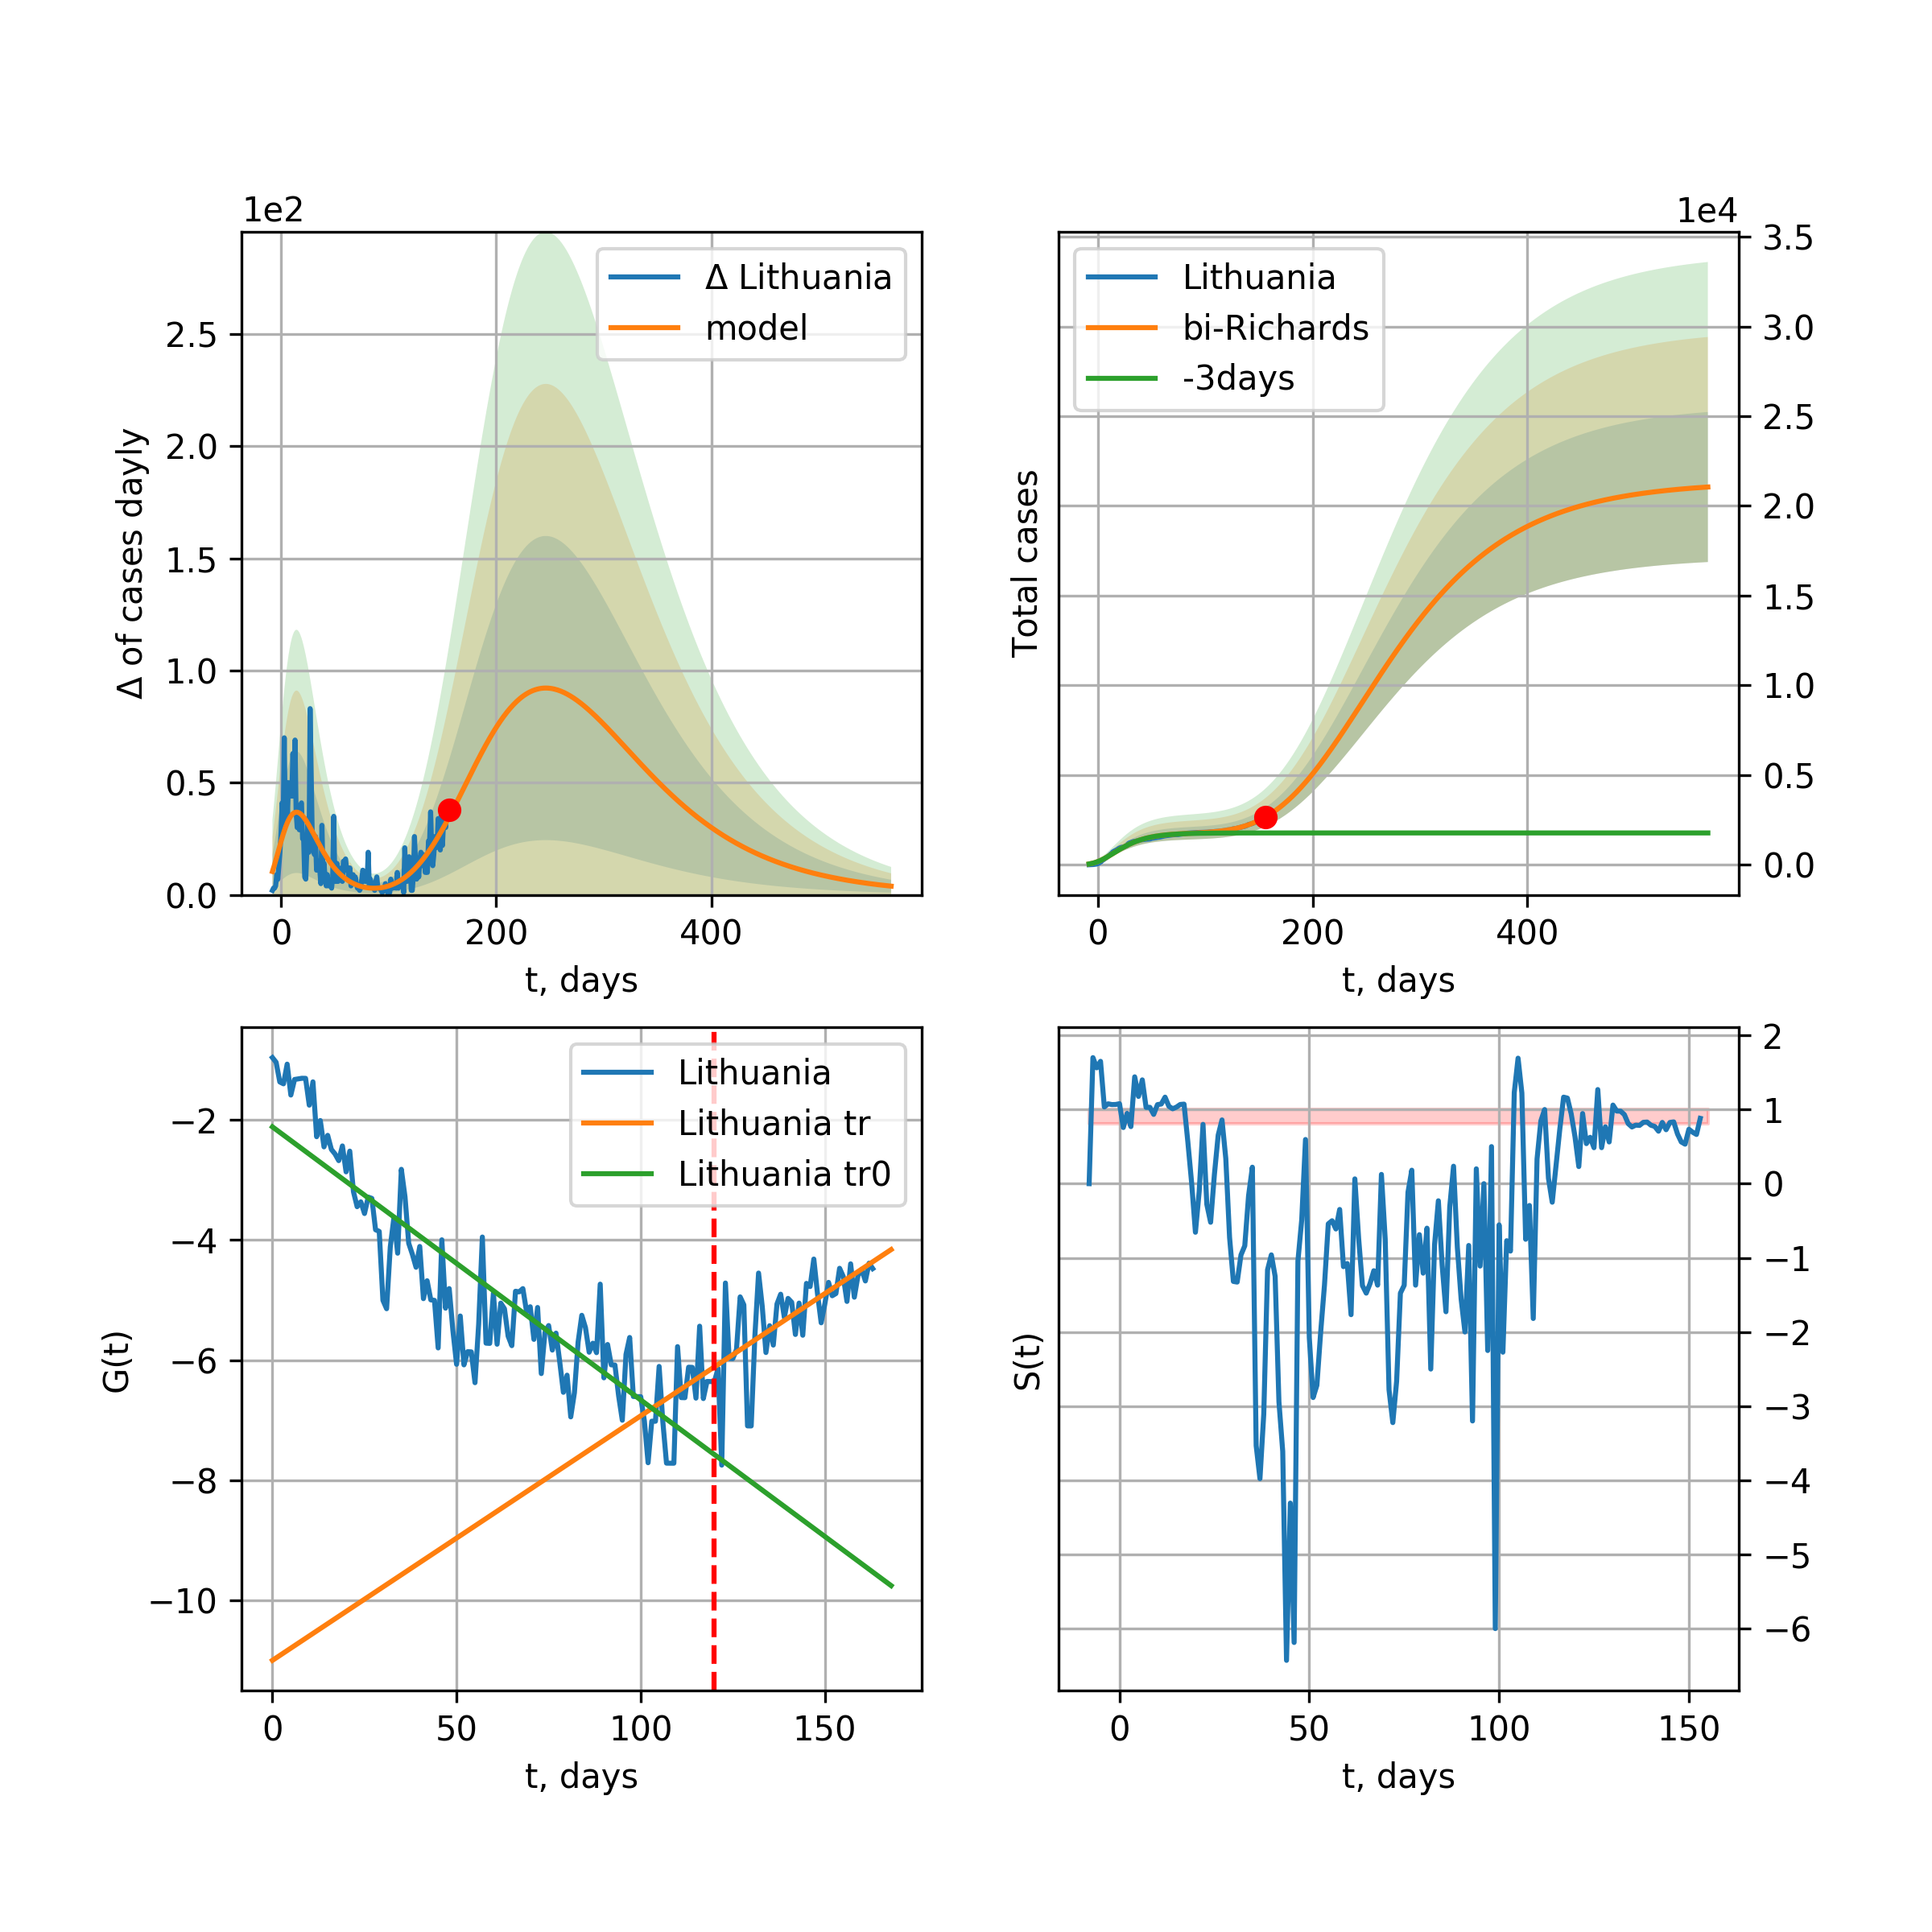 1e2
Δ of cases dayly
2.5
2.0
1.5
1.0
0.5
0.0
0
200
400
t, days
Δ Lithuania
model
1e4
Total cases
3.5
3.0
2.5
2.0
1.5
1.0
0.5
0.0
0
200
400
t, days
Lithuania
bi-Richards
-3days
G(t)
−2
−4
−6
−8
−10
0
50
100
150
t, days
Lithuania
Lithuania tr
Lithuania tr0
S(t)
2
1
0
−1
−2
−3
−4
−5
−6
0
50
100
150
t, days